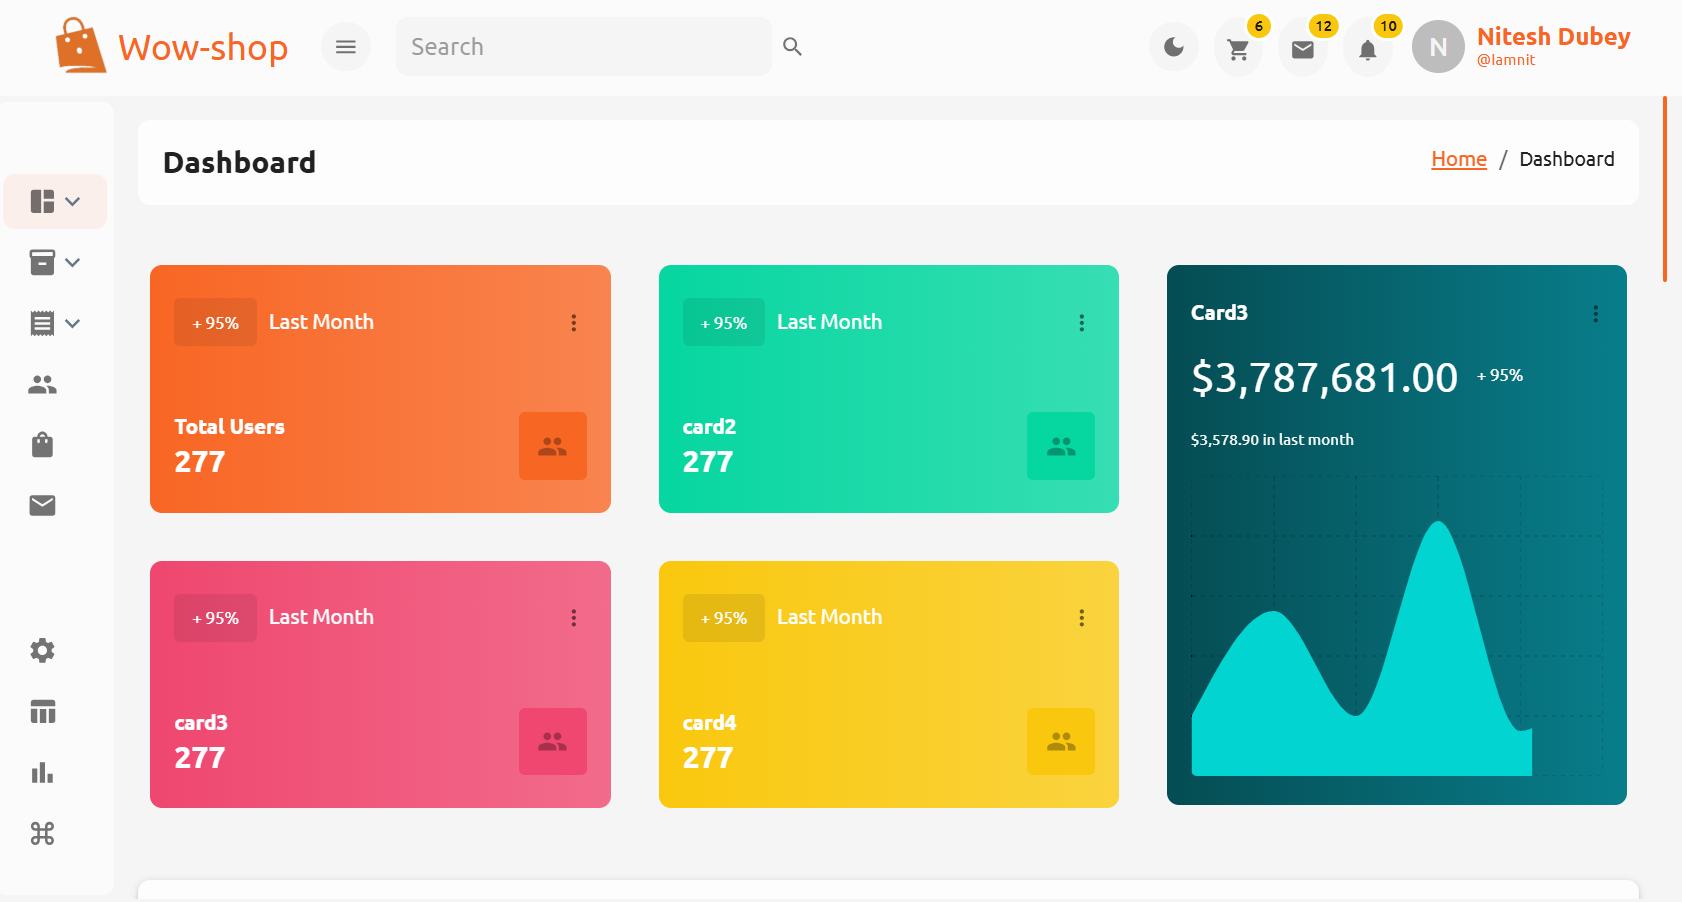 Wow-shop
Search
6
12
10
N
Nitesh Dubey
@Iamnit
Dashboard
Home / Dashboard
+ 95% Last Month
Total Users
277
+ 95% Last Month
card2
277
Card3
$3,787,681.00 + 95%
$3,578.90 in last month
+ 95% Last Month
card3
277
+ 95% Last Month
card4
277